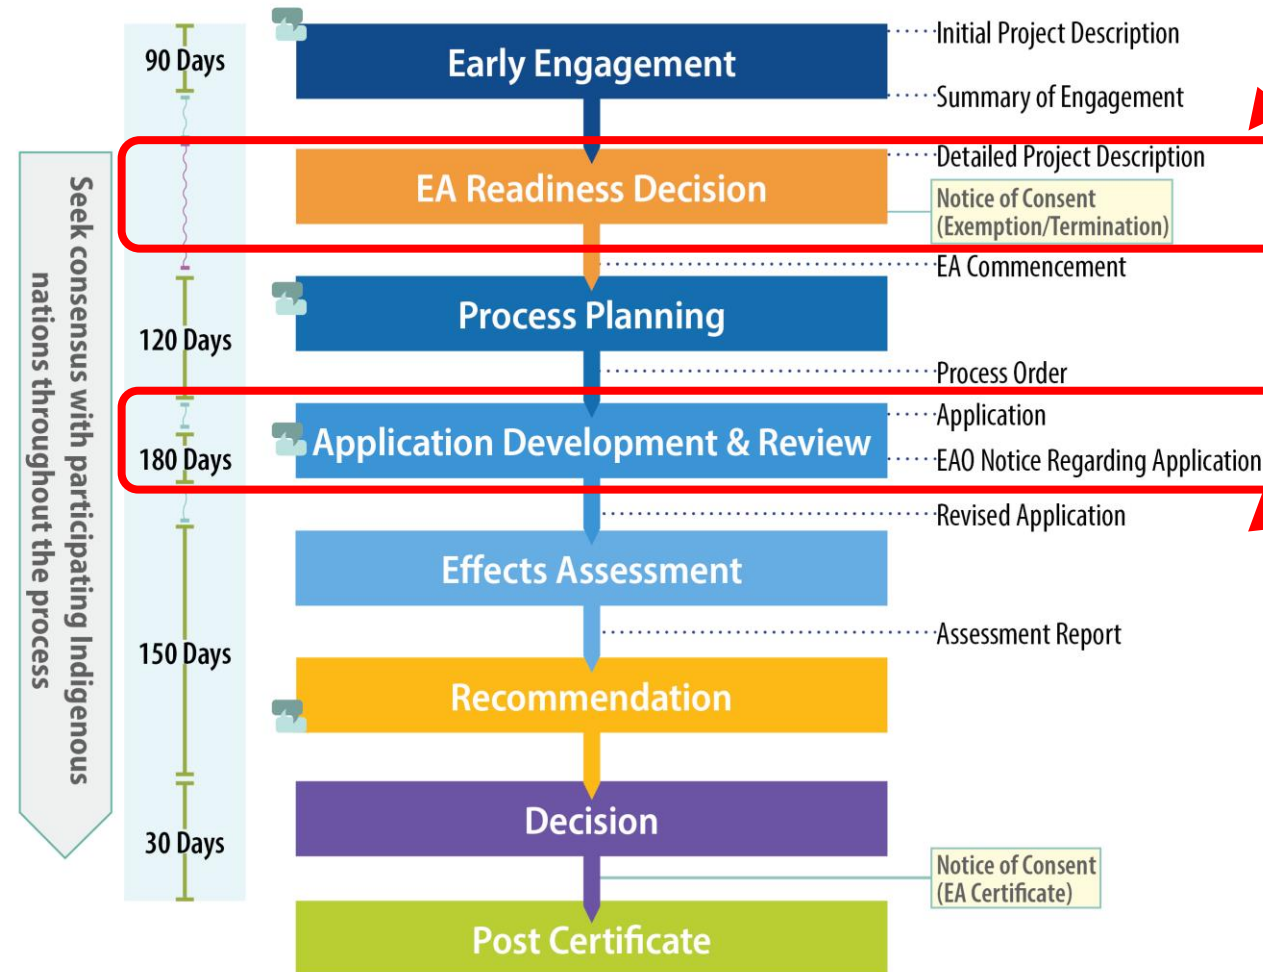 Seek consensus with participating Indigenous
nations throughout the process
90 Days
Early Engagement
Initial Project Description
Summary of Engagement
EA Readiness Decision
Detailed Project Description
Notice of Consent
(Exemption/Termination)
EA Commencement
120 Days
Process Planning
Process Order
180 Days
Application Development & Review
Application
EAO Notice Regarding Application
Revised Application
Effects Assessment
150 Days
Assessment Report
Recommendation
30 Days
Decision
Notice of Consent
(EA Certificate)
Post Certificate